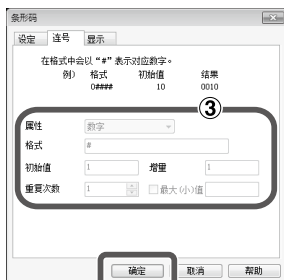 条形码
设定 连号 显示
在格式中会以“#”表示对应数字。
例) 格式 初始值 结果
0#### 10 0010
③
属性 数字
格式 #
初始值 1 增量 1
重复次数 1 最大(小)值
确定 取消 帮助